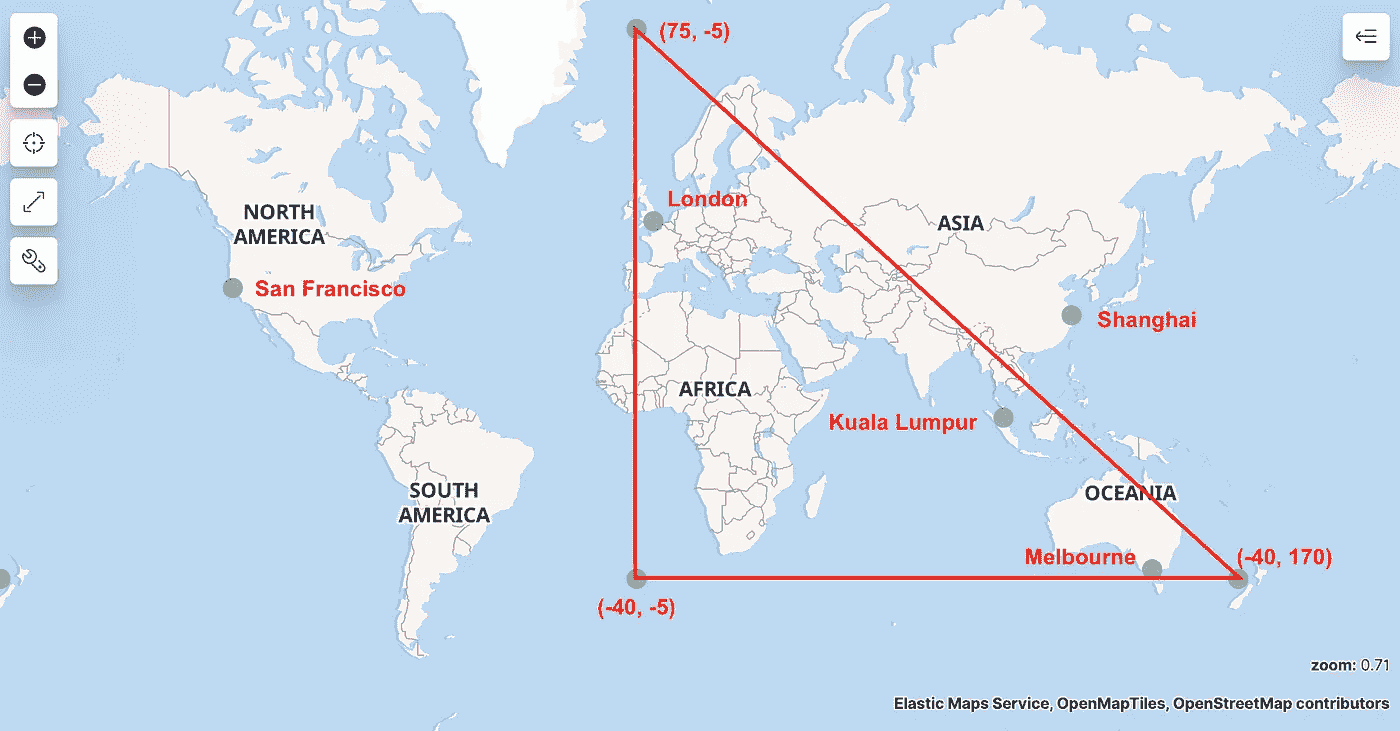 (75, -5)
London
NORTH
AMERICA
ASIA
San Francisco
Shanghai
AFRICA
Kuala Lumpur
SOUTH
AMERICA
OCEANIA
Melbourne
(-40, 170)
(-40, -5)
zoom: 0.71
Elastic Maps Service, OpenMapTiles, OpenStreetMap contributors